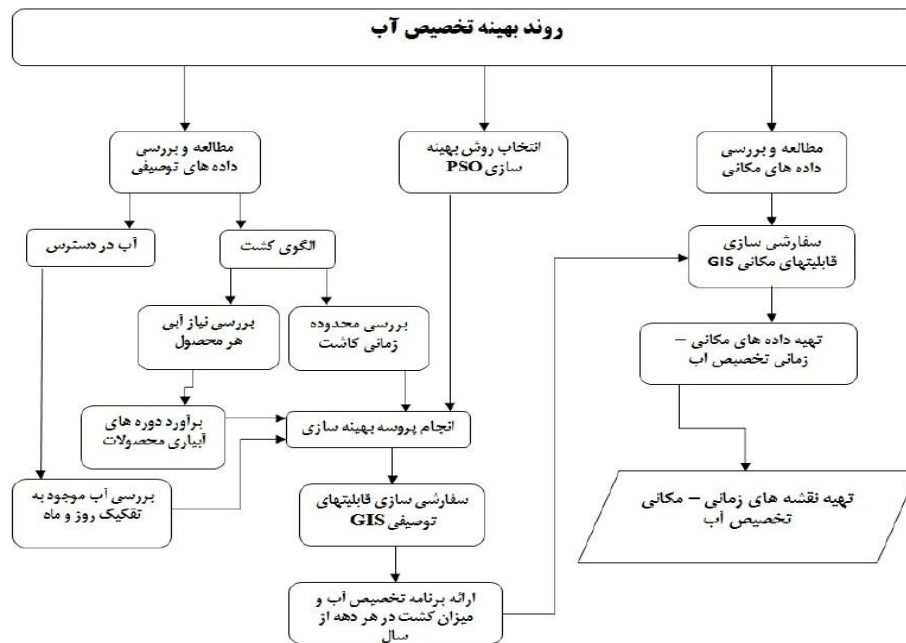 روند بهینه تخصیص آب
مطالعه و بررسی
داده های مکانی
انتخاب روش بهینه
سازی PSO
مطالعه و بررسی
داده های توصیفی
سفارشی سازی
قابلیتهای مکانی GIS
الگوی کشت
آب در دسترس
تهیه داده های مکانی –
زمانی تخصیص اب
بررسی محدوده
زمانی کاشت
بررسی نیاز آبی
هر محصول
انجام پروسه بهینه سازی
برآورد دوره های
آبیاری محصولات
تهیه نقشه های زمانی – مکانی
تخصیص آب
سفارشی سازی قابلیتهای
توصیفی GIS
بررسی آب موجود به
تفکیک روز و ماه
ارائه برنامه تخصیص آب و
میزان کشت در هر دهه از
سال